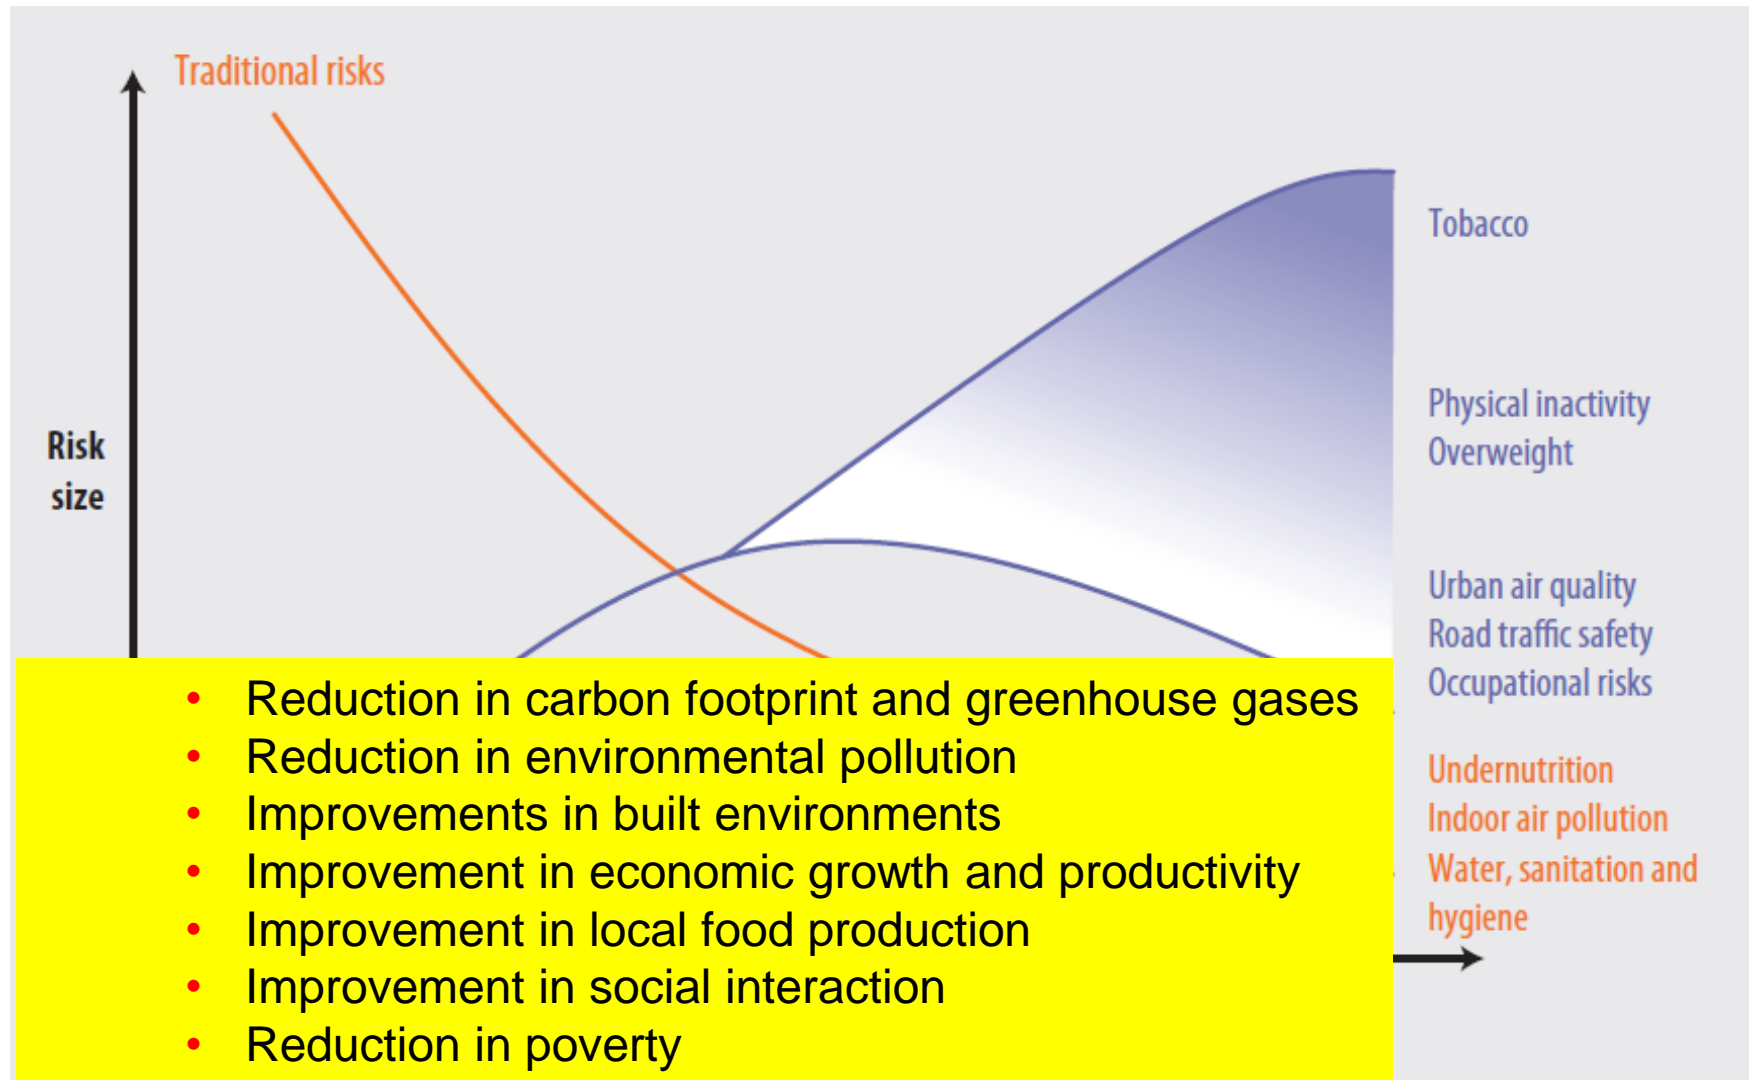 Traditional risks
Risk
size
Tobacco
Physical inactivity
Overweight
Urban air quality
Road traffic safety
Occupational risks
Undernutrition
Indoor air pollution
Water, sanitation and
hygiene
• Reduction in carbon footprint and greenhouse gases
• Reduction in environmental pollution
• Improvements in built environments
• Improvement in economic growth and productivity
• Improvement in local food production
• Improvement in social interaction
• Reduction in poverty